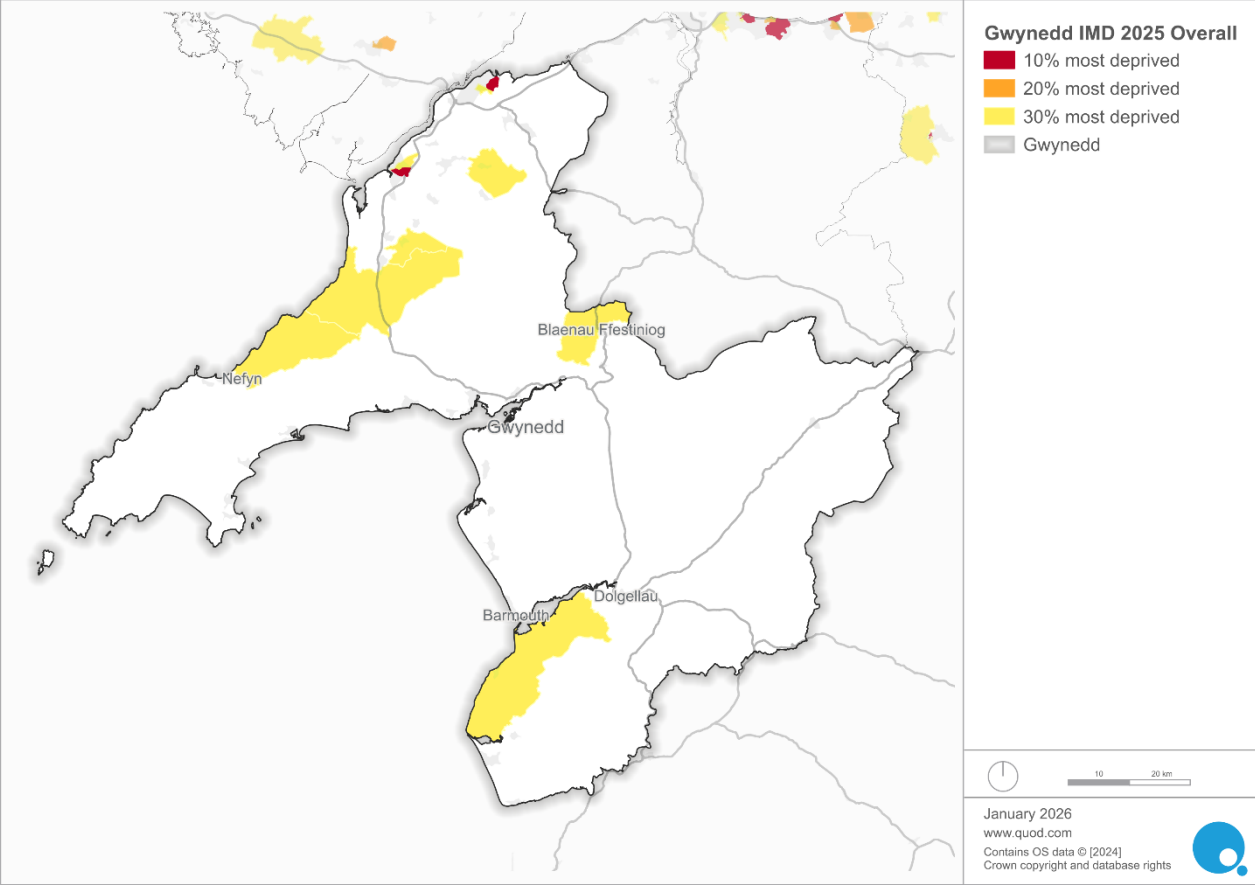 Gwynedd IMD 2025 Overall
10% most deprived
20% most deprived
30% most deprived
Gwynedd
Blaenau Ffestiniog
Nefyn
Gwynedd
Dolgellau
Barmouth
10 20 km
January 2026
www.quod.com
Contains OS data © [2024]
Crown copyright and database rights